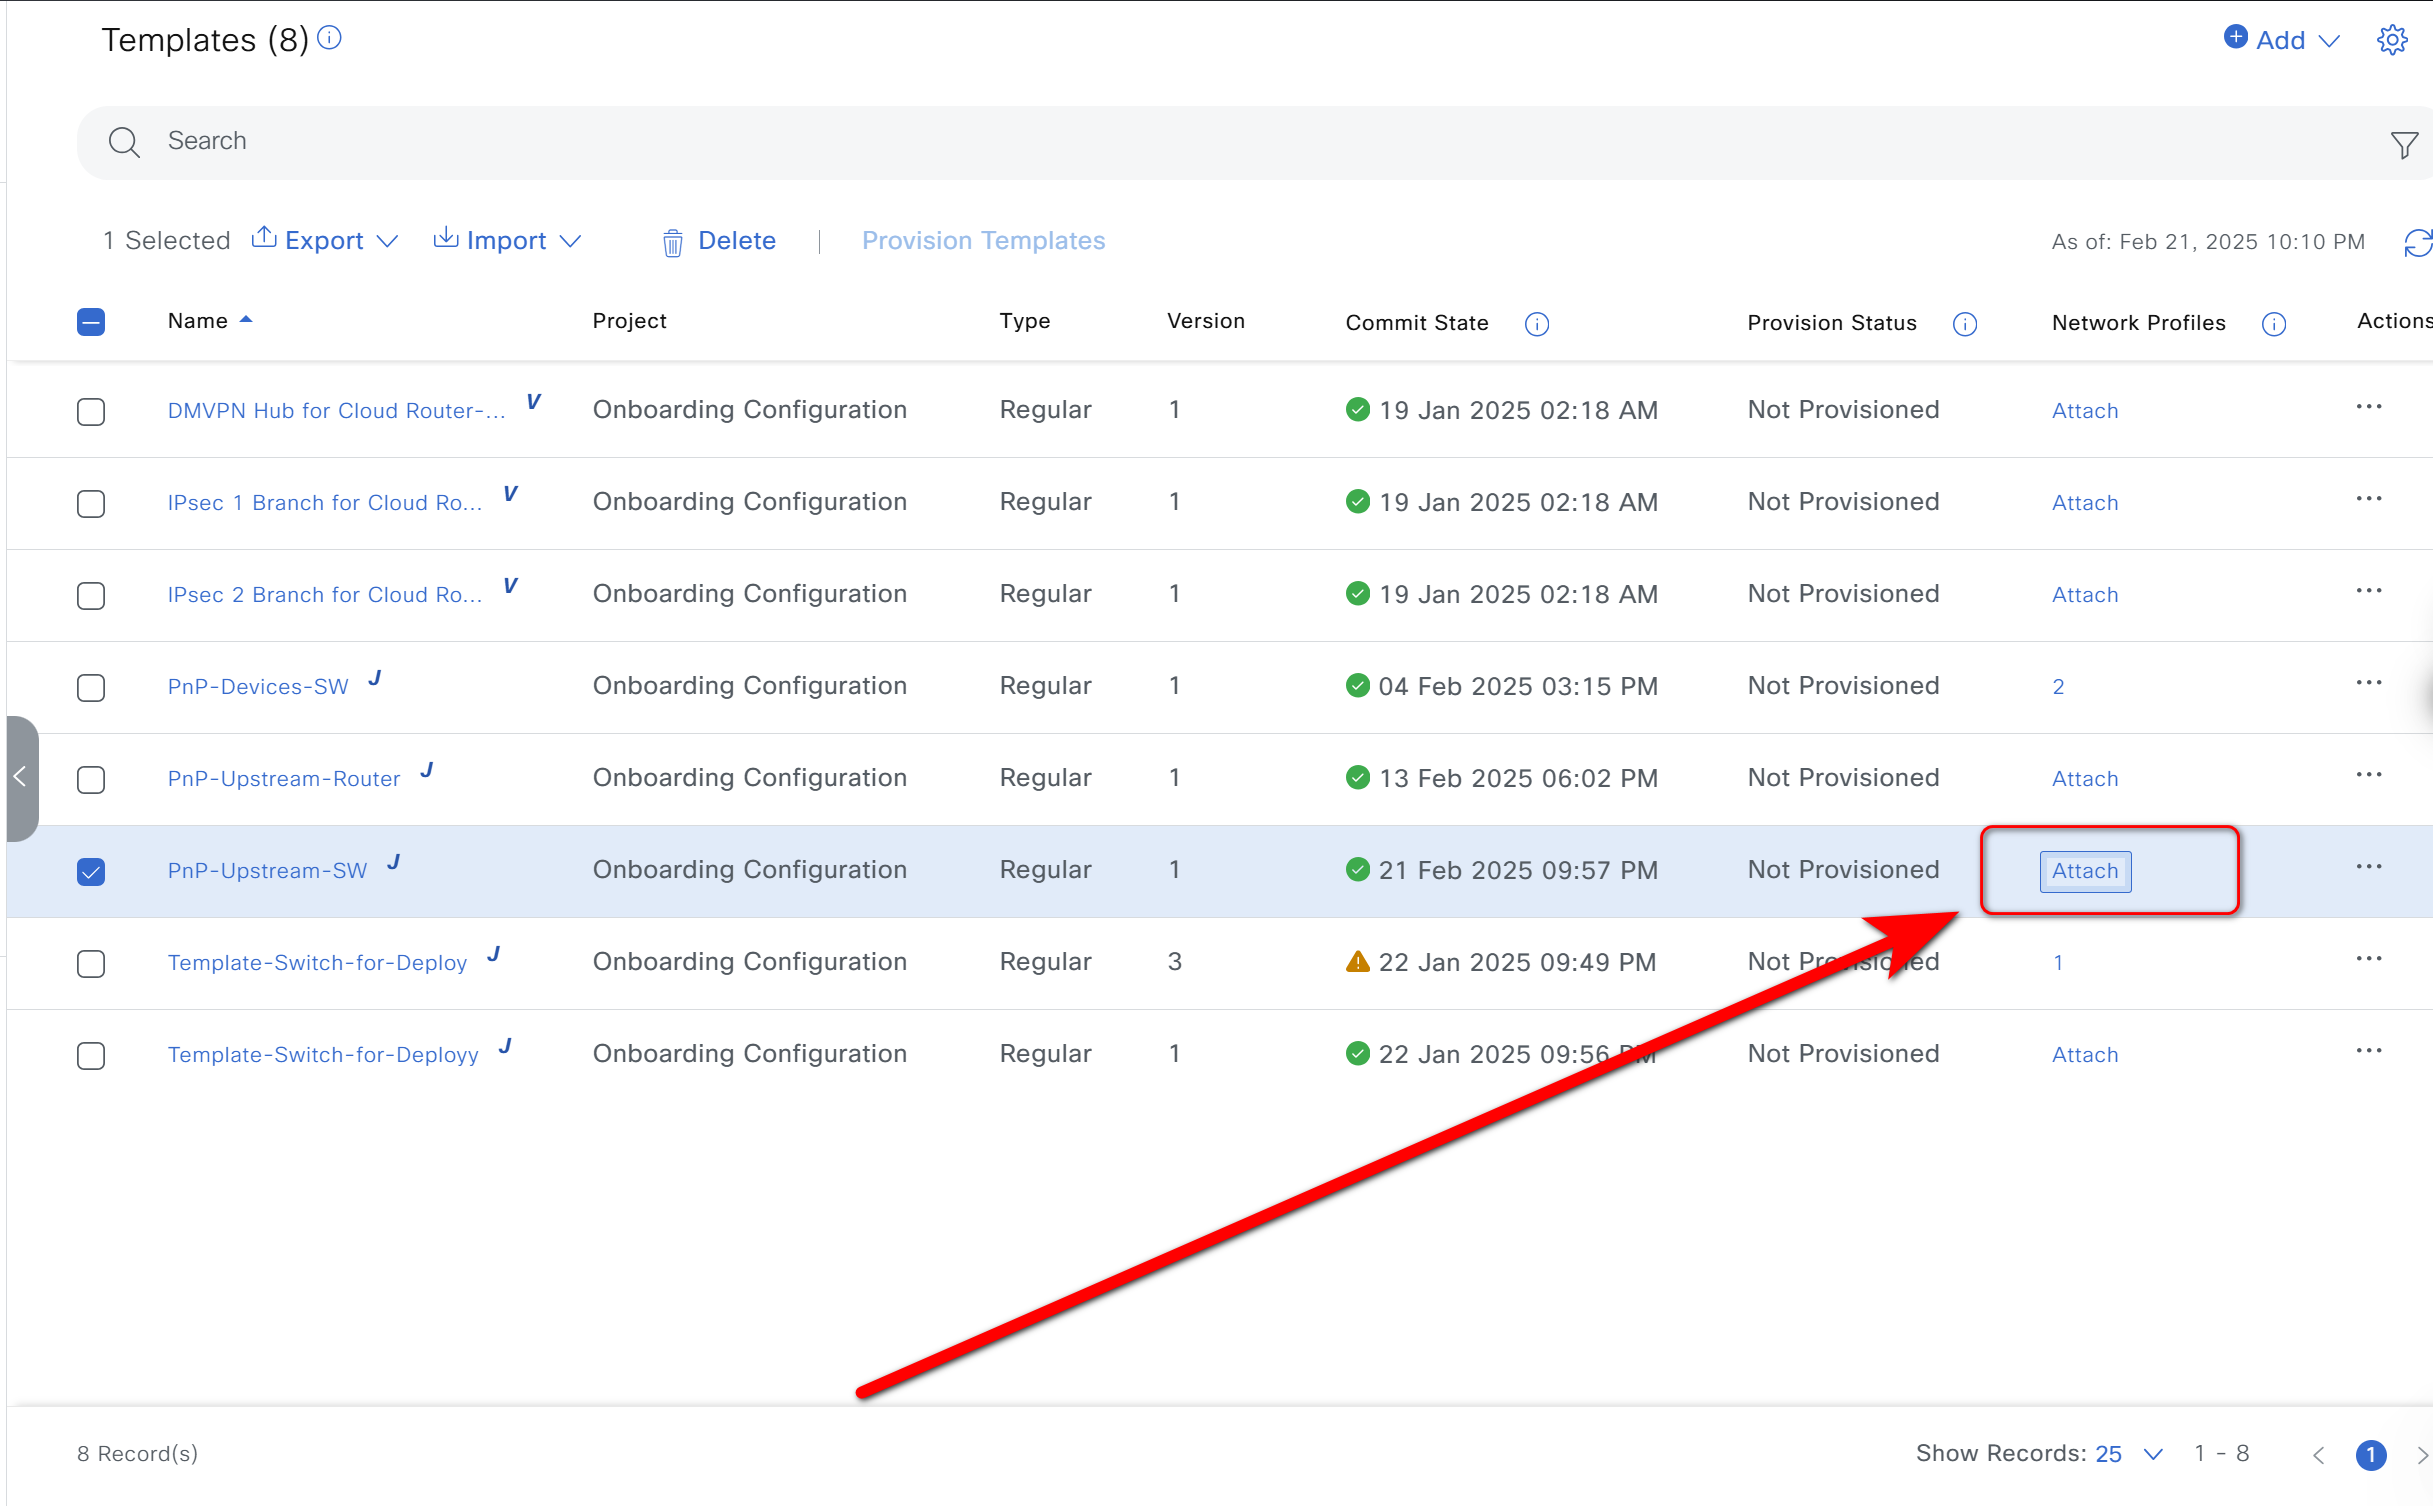 Templates (8)
Add
Search
1 Selected Export Import Delete | Provision Templates As of: Feb 21, 2025 10:10 PM
Name Project Type Version Commit State Provision Status Network Profiles Actions
DMVPN Hub for Cloud Router-... V Onboarding Configuration Regular 1 19 Jan 2025 02:18 AM Not Provisioned Attach ...
IPsec 1 Branch for Cloud Ro... V Onboarding Configuration Regular 1 19 Jan 2025 02:18 AM Not Provisioned Attach ...
IPsec 2 Branch for Cloud Ro... V Onboarding Configuration Regular 1 19 Jan 2025 02:18 AM Not Provisioned Attach ...
PnP-Devices-SW J Onboarding Configuration Regular 1 04 Feb 2025 03:15 PM Not Provisioned 2 ...
PnP-Upstream-Router J Onboarding Configuration Regular 1 13 Feb 2025 06:02 PM Not Provisioned Attach ...
PnP-Upstream-SW J Onboarding Configuration Regular 1 21 Feb 2025 09:57 PM Not Provisioned Attach ...
Template-Switch-for-Deploy J Onboarding Configuration Regular 3 22 Jan 2025 09:49 PM Not Provisioned 1 ...
Template-Switch-for-Deployy J Onboarding Configuration Regular 1 22 Jan 2025 09:56 PM Not Provisioned Attach ...
8 Record(s) Show Records: 25 1 - 8 1